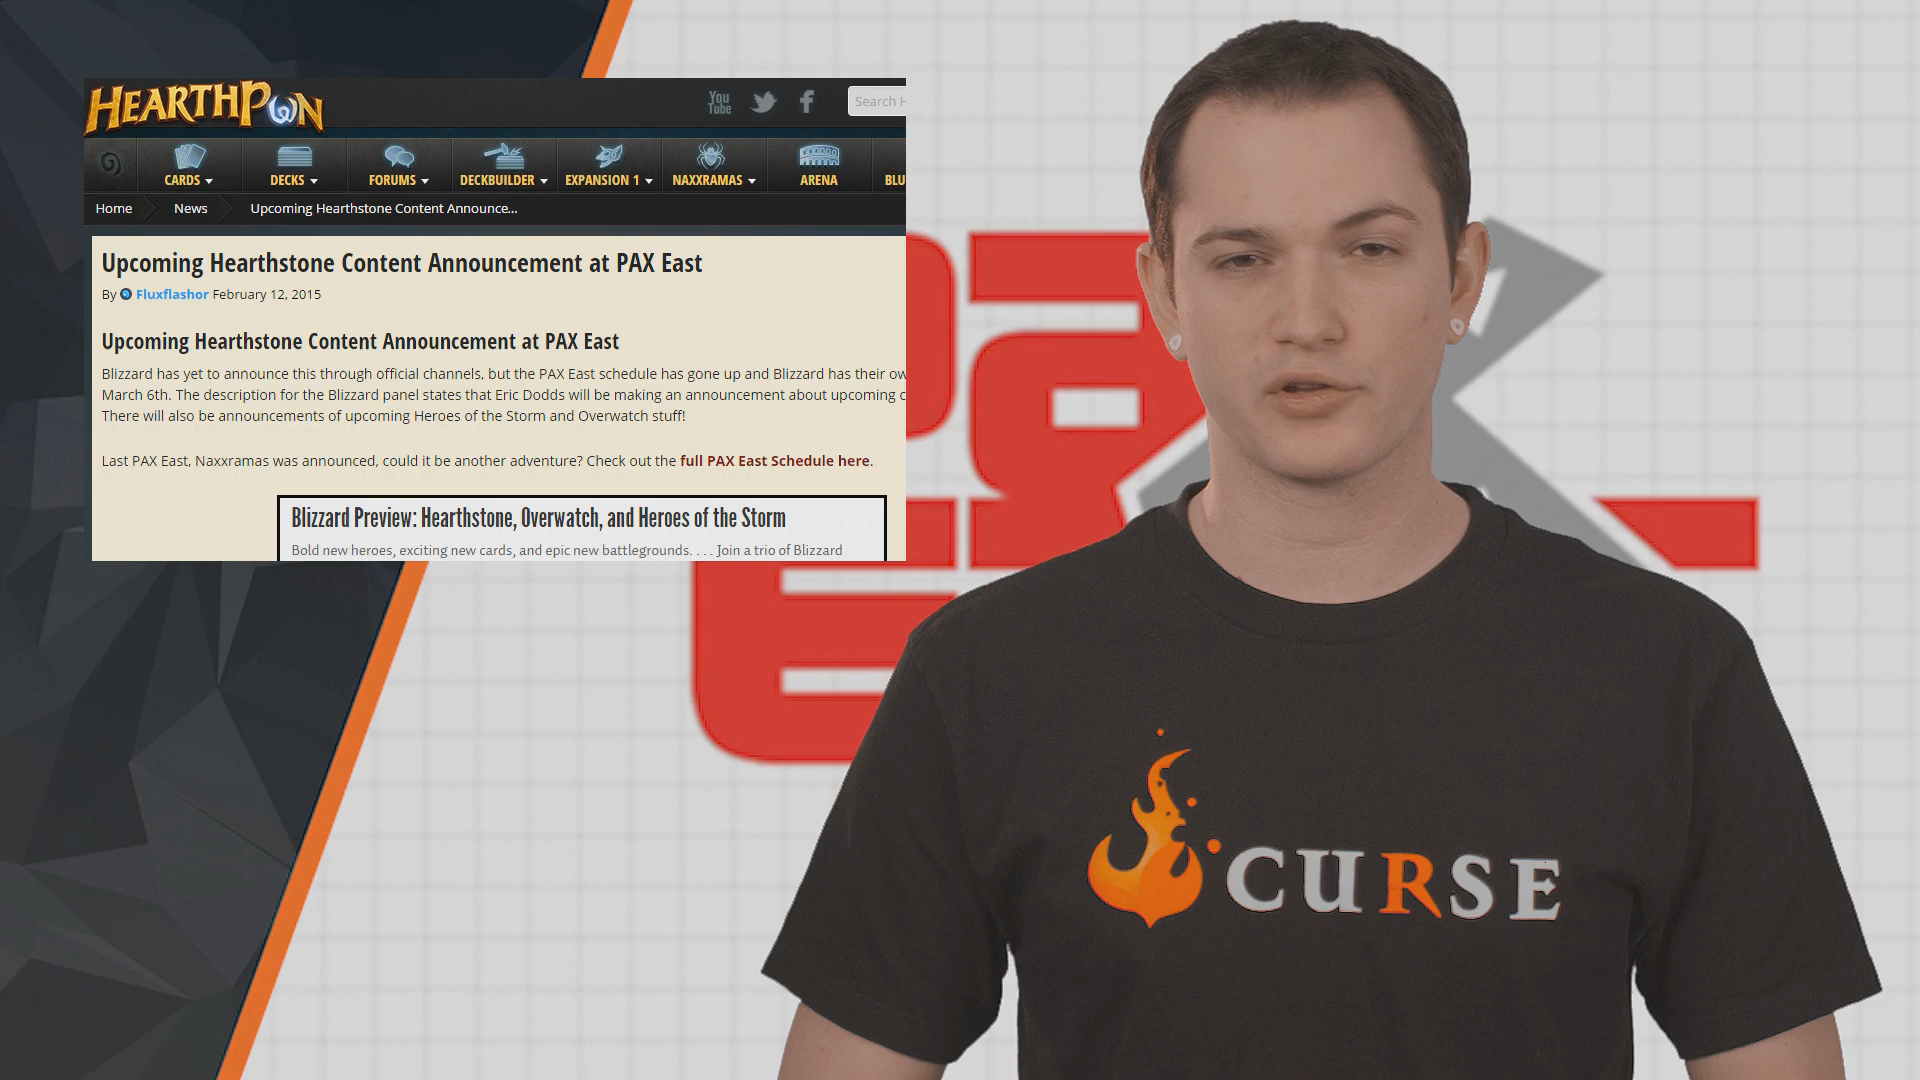 HEARTHPWN
You
Tube
Search H
CARDS
DECKS
FORUMS
DECKBUILDER
EXPANSION 1
NAXXRAMAS
ARENA
BLU
Home
News
Upcoming Hearthstone Content Announce...
Upcoming Hearthstone Content Announcement at PAX East
By Fluxflashor February 12, 2015
Upcoming Hearthstone Content Announcement at PAX East
Blizzard has yet to announce this through official channels, but the PAX East schedule has gone up and Blizzard has their ow
March 6th. The description for the Blizzard panel states that Eric Dodds will be making an announcement about upcoming c
There will also be announcements of upcoming Heroes of the Storm and Overwatch stuff!
Last PAX East, Naxxramas was announced, could it be another adventure? Check out the full PAX East Schedule here.
Blizzard Preview: Hearthstone, Overwatch, and Heroes of the Storm
Bold new heroes, exciting new cards, and epic new battlegrounds. . . . Join a trio of Blizzard
CURSE